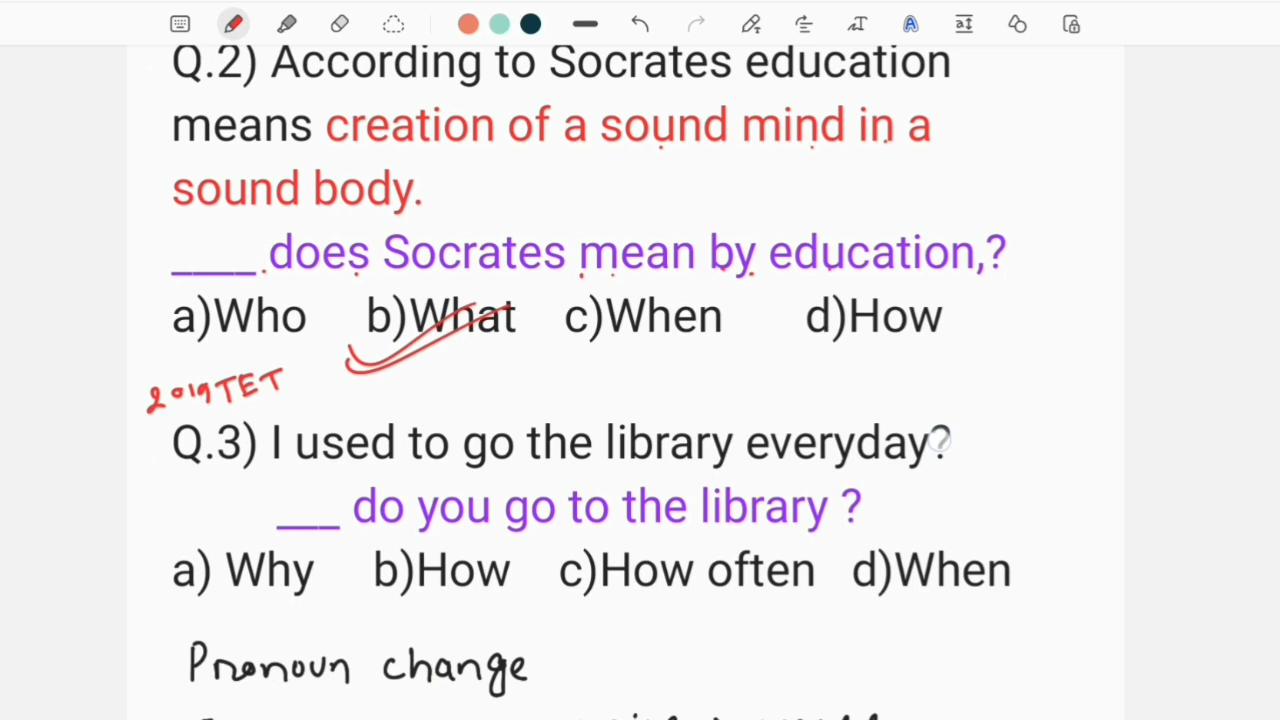 Q.2) According to Socrates education
means creation of a sound mind in a
sound body.
____ does Socrates mean by education,?
a)Who b)What c)When d)How
2019 TET
Q.3) I used to go the library everyday?
___ do you go to the library ?
a) Why b)How c)How often d)When
Pronoun change